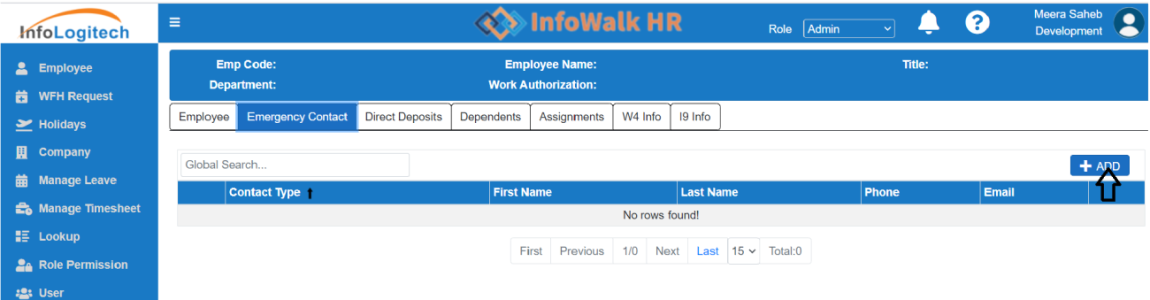 InfoLogitech
InfoWalk HR
Role Admin
Meera Saheb
Development
Employee
WFH Request
Holidays
Company
Manage Leave
Manage Timesheet
Lookup
Role Permission
User
Emp Code: Employee Name: Title:
Department: Work Authorization:
Employee Emergency Contact Direct Deposits Dependents Assignments W4 Info I9 Info
Global Search...
+ ADD
Contact Type First Name Last Name Phone Email
No rows found!
First Previous 1/0 Next Last 15 Total:0